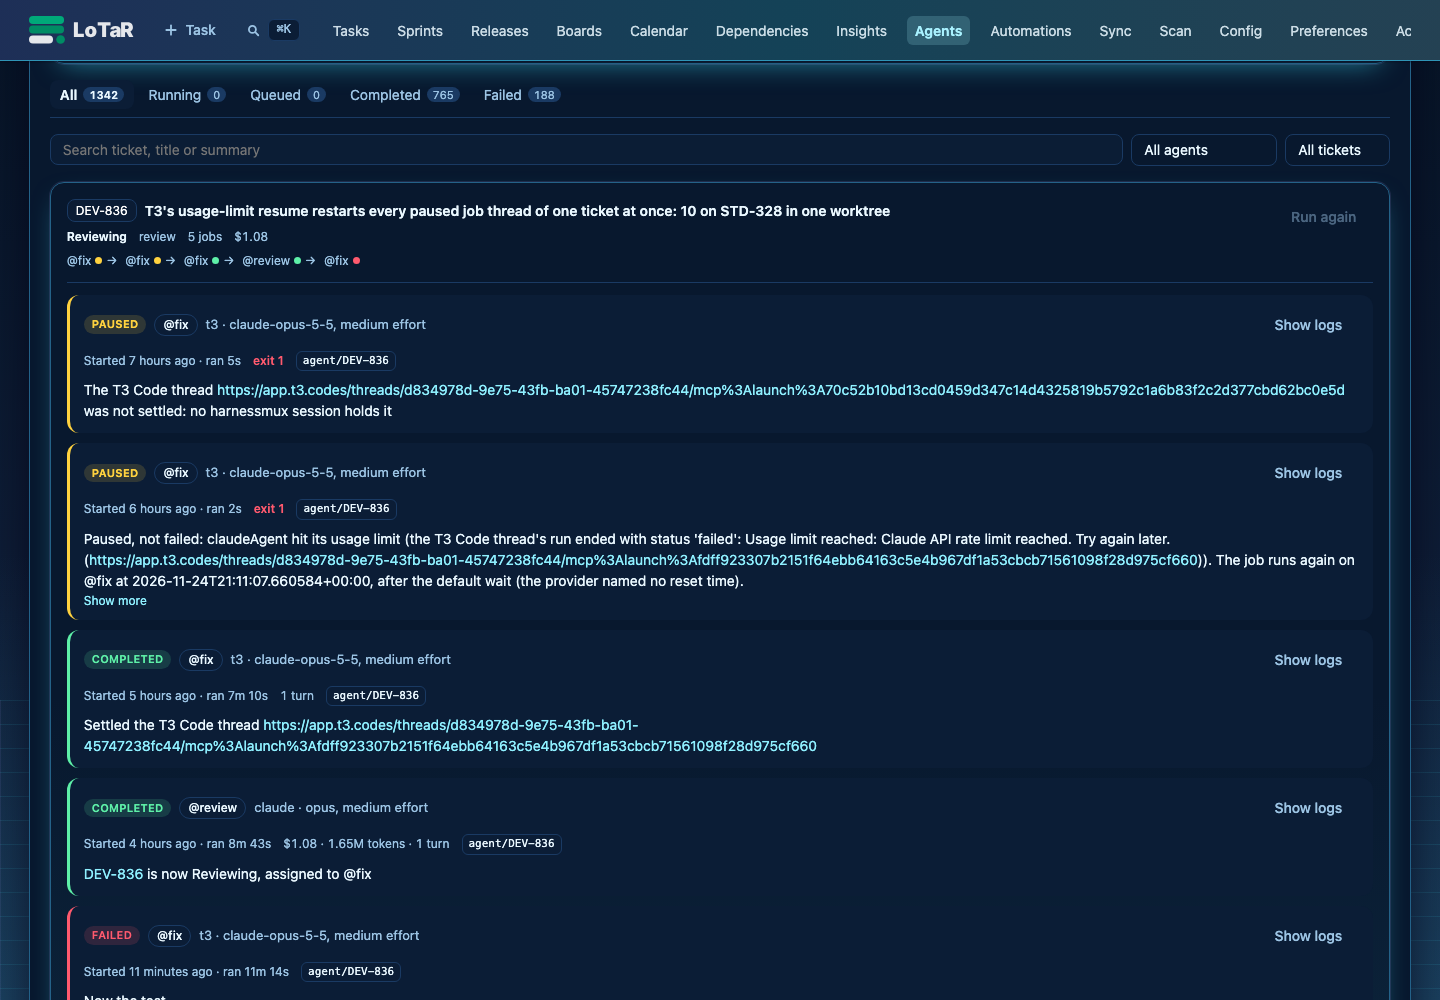 LoTaR
+ Task
⌘K
Tasks Sprints Releases Boards Calendar Dependencies Insights Agents Automations Sync Scan Config Preferences Ac
All 1342 Running 0 Queued 0 Completed 765 Failed 188
Search ticket, title or summary
All agents
All tickets
DEV-836 T3's usage-limit resume restarts every paused job thread of one ticket at once: 10 on STD-328 in one worktree
Run again
Reviewing review 5 jobs $1.08
@fix → @fix → @fix → @review → @fix
PAUSED @fix t3 · claude-opus-5-5, medium effort
Show logs
Started 7 hours ago · ran 5s exit 1 agent/DEV-836
The T3 Code thread https://app.t3.codes/threads/d834978d-9e75-43fb-ba01-45747238fc44/mcp%3Alaunch%3A70c52b10bd13cd0459d347c14d4325819b5792c1a6b83f2c2d377cbd62bc0e5d
was not settled: no harnessmux session holds it
PAUSED @fix t3 · claude-opus-5-5, medium effort
Show logs
Started 6 hours ago · ran 2s exit 1 agent/DEV-836
Paused, not failed: claudeAgent hit its usage limit (the T3 Code thread's run ended with status 'failed': Usage limit reached: Claude API rate limit reached. Try again later.
(https://app.t3.codes/threads/d834978d-9e75-43fb-ba01-45747238fc44/mcp%3Alaunch%3Afdff923307b2151f64ebb64163c5e4b967df1a53cbcb71561098f28d975cf660)). The job runs again on
@fix at 2026-11-24T21:11:07.660584+00:00, after the default wait (the provider named no reset time).
Show more
COMPLETED @fix t3 · claude-opus-5-5, medium effort
Show logs
Started 5 hours ago · ran 7m 10s 1 turn agent/DEV-836
Settled the T3 Code thread https://app.t3.codes/threads/d834978d-9e75-43fb-ba01-
45747238fc44/mcp%3Alaunch%3Afdff923307b2151f64ebb64163c5e4b967df1a53cbcb71561098f28d975cf660
COMPLETED @review claude · opus, medium effort
Show logs
Started 4 hours ago · ran 8m 43s $1.08 · 1.65M tokens · 1 turn agent/DEV-836
DEV-836 is now Reviewing, assigned to @fix
FAILED @fix t3 · claude-opus-5-5, medium effort
Show logs
Started 11 minutes ago · ran 11m 14s agent/DEV-836
Now the test